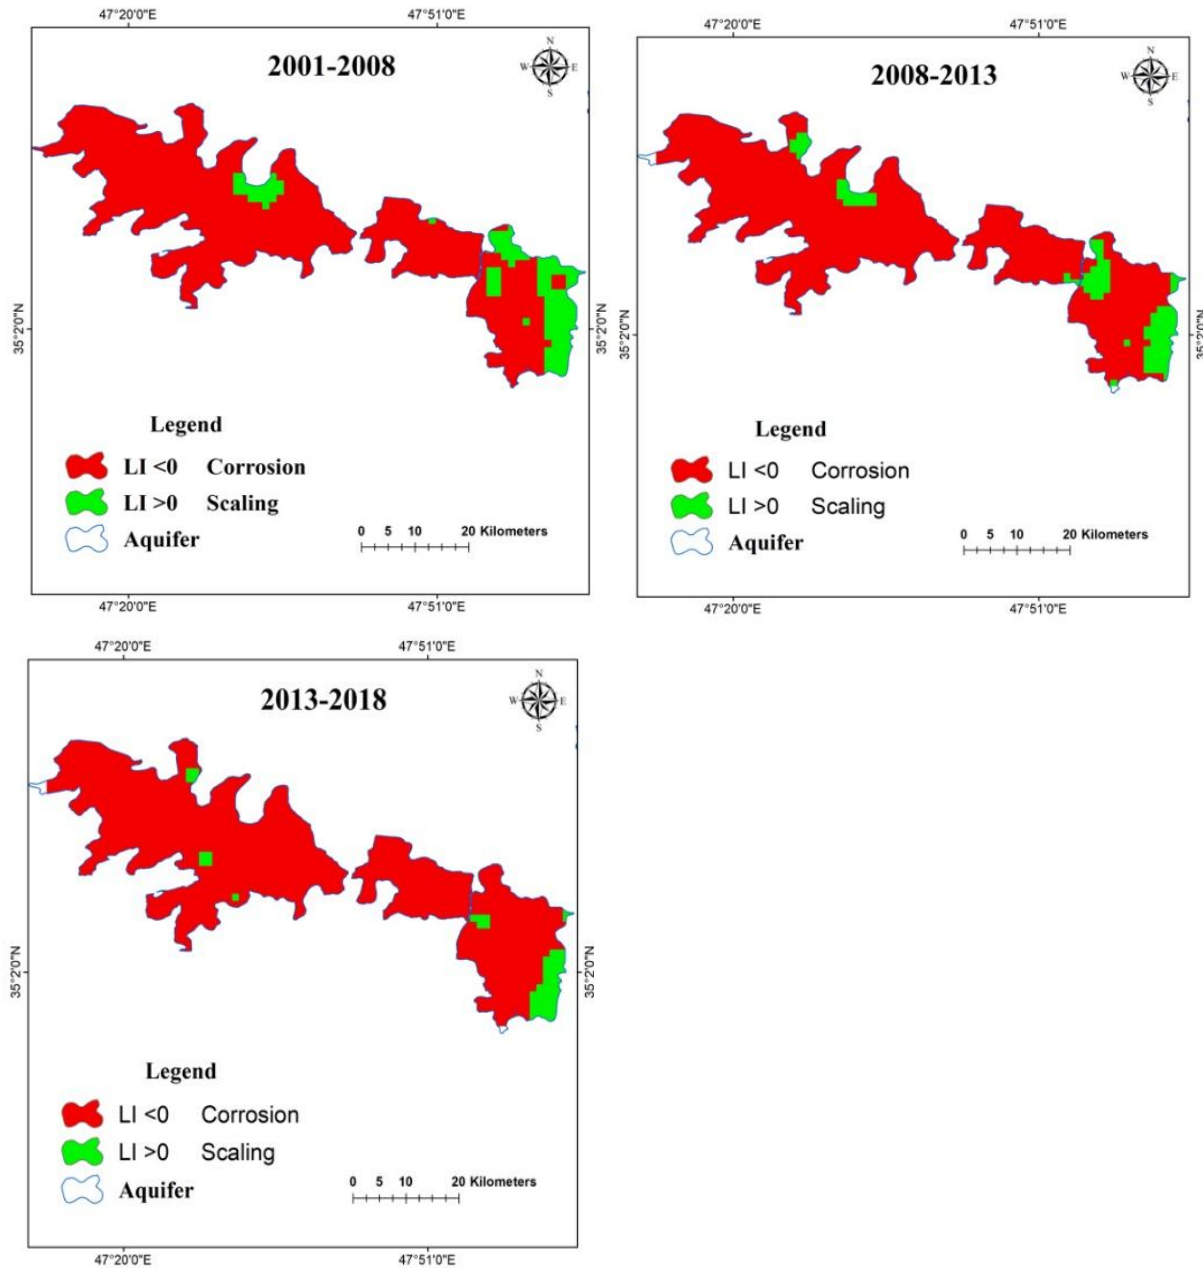 47°20'0"E 47°51'0"E
2001-2008
N
W E
S
35°2'0"N 35°2'0"N
Legend
LI <0 Corrosion
LI >0 Scaling
Aquifer
0 5 10 20 Kilometers
47°20'0"E 47°51'0"E
47°20'0"E 47°51'0"E
2008-2013
N
W E
S
35°2'0"N 35°2'0"N
Legend
LI <0 Corrosion
LI >0 Scaling
Aquifer
0 5 10 20 Kilometers
47°20'0"E 47°51'0"E
47°20'0"E 47°51'0"E
2013-2018
N
W E
S
35°2'0"N 35°2'0"N
Legend
LI <0 Corrosion
LI >0 Scaling
Aquifer
0 5 10 20 Kilometers
47°20'0"E 47°51'0"E